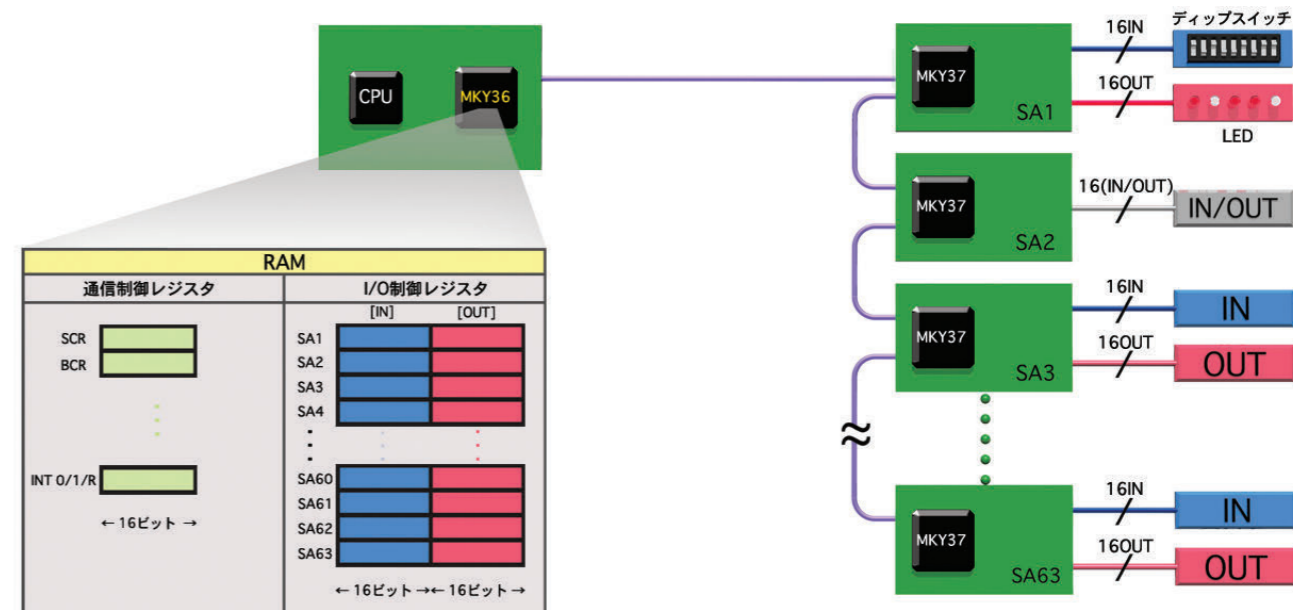 CPU
MKY36
RAM
通信制御レジスタ
I/O制御レジスタ
[IN] [OUT]
SCR
BCR
INT 0/1/R
←16ビット→
SA1
SA2
SA3
SA4
SA60
SA61
SA62
SA63
←16ビット→←16ビット→
MKY37
SA1
16IN
ディップスイッチ
16OUT
LED
MKY37
SA2
16(IN/OUT)
IN/OUT
MKY37
SA3
16IN
IN
16OUT
OUT
≈
MKY37
SA63
16IN
IN
16OUT
OUT